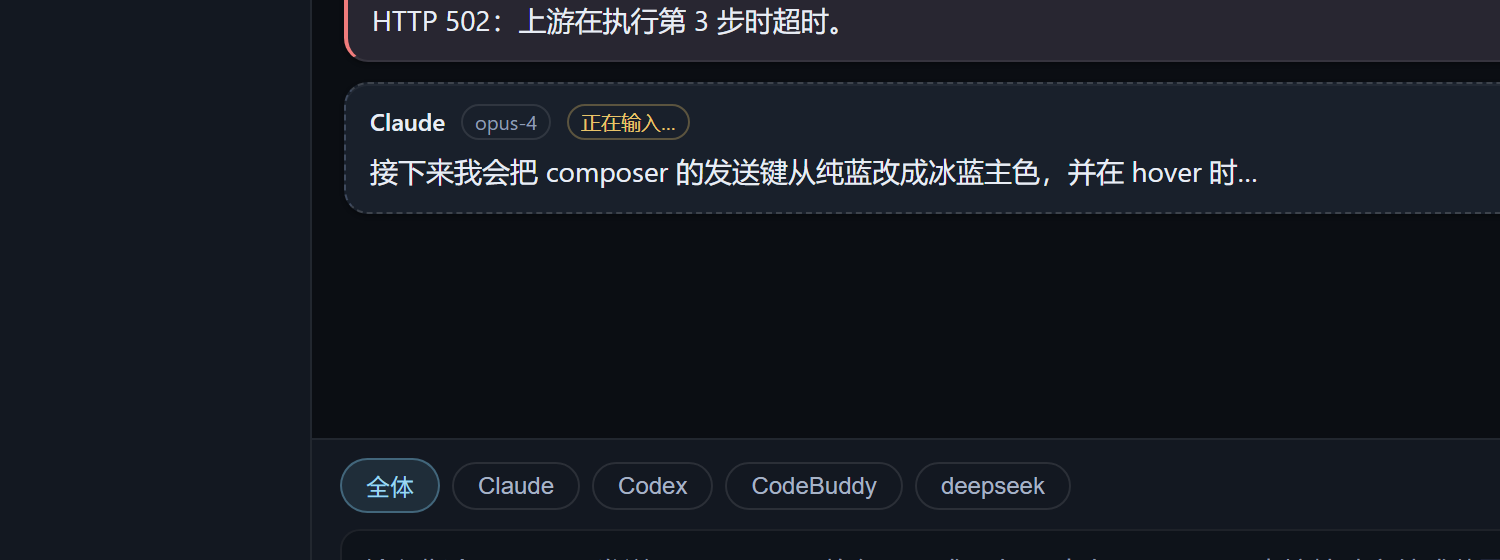 HTTP 502：上游在执行第 3 步时超时。
Claude opus-4 正在输入…
接下来我会把 composer 的发送键从纯蓝改成冰蓝主色，并在 hover 时…
全体 Claude Codex CodeBuddy deepseek